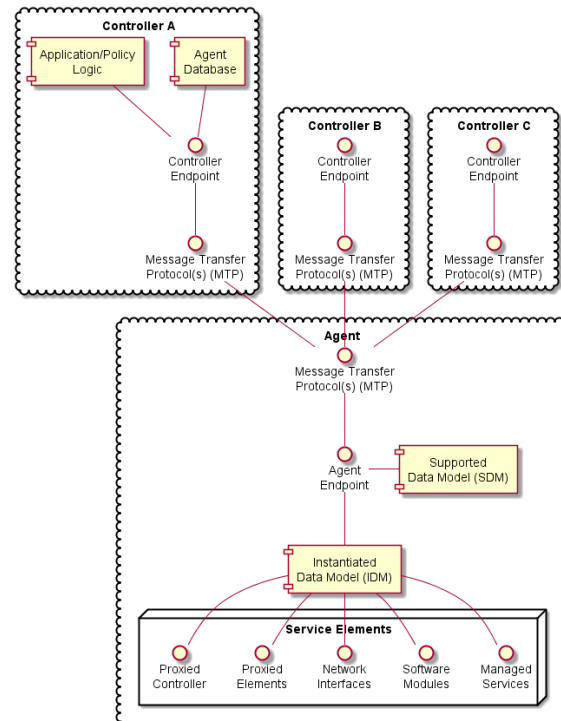 Controller A
Application/Policy
Logic
Agent
Database
Controller
Endpoint
Message Transfer
Protocol(s) (MTP)
Controller B
Controller
Endpoint
Message Transfer
Protocol(s) (MTP)
Controller C
Controller
Endpoint
Message Transfer
Protocol(s) (MTP)
Agent
Message Transfer
Protocol(s) (MTP)
Agent
Endpoint
Supported
Data Model (SDM)
Instantiated
Data Model (IDM)
Service Elements
Proxied
Controller
Proxied
Elements
Network
Interfaces
Software
Modules
Managed
Services